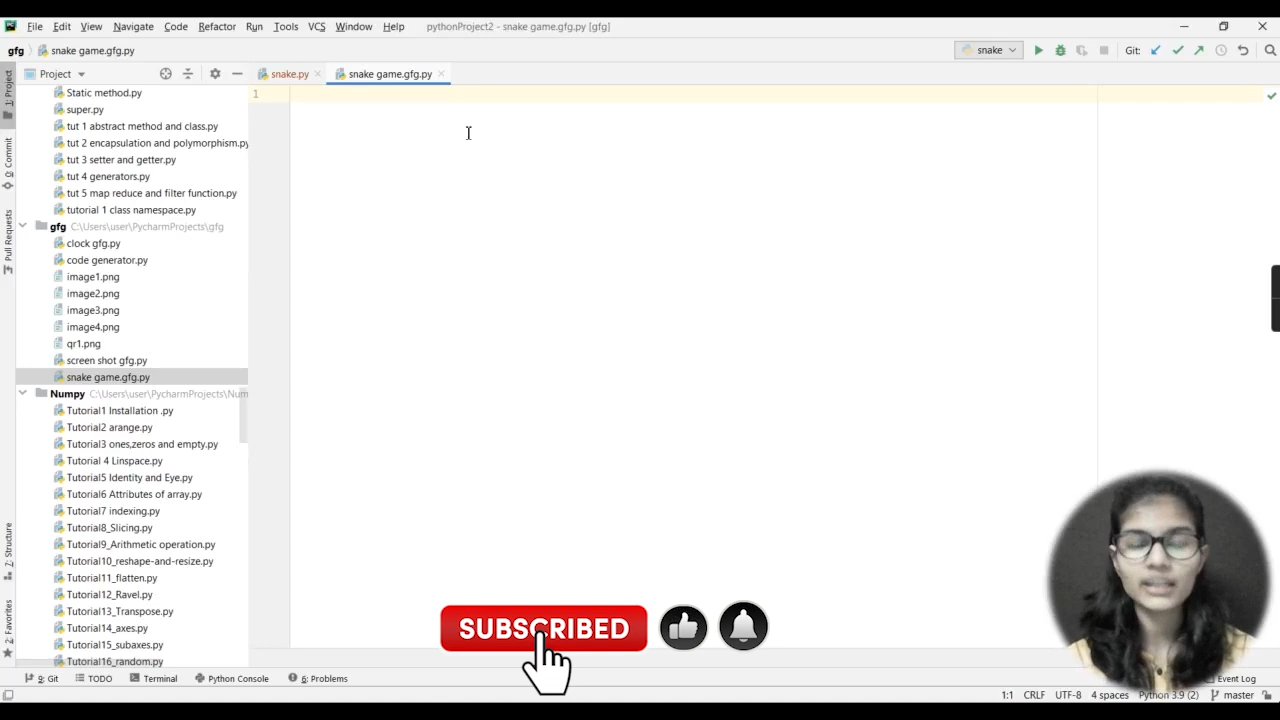 File Edit View Navigate Code Refactor Run Tools VCS Window Help pythonProject2 - snake game.gfg.py [gfg]
gfg snake game.gfg.py snake Git:
Project snake.py snake game.gfg.py
1: Project
Commit
Pull Requests
Z: Structure
2: Favorites
Static method.py
super.py
tut 1 abstract method and class.py
tut 2 encapsulation and polymorphism.py
tut 3 setter and getter.py
tut 4 generators.py
tut 5 map reduce and filter function.py
tutorial 1 class namespace.py
gfg C:\Users\user\PycharmProjects\gfg
clock gfg.py
code generator.py
image1.png
image2.png
image3.png
image4.png
qr1.png
screen shot gfg.py
snake game.gfg.py
Numpy C:\Users\user\PycharmProjects\Num
Tutorial1 Installation .py
Tutorial2 arange.py
Tutorial3 ones,zeros and empty.py
Tutorial 4 Linspace.py
Tutorial5 Identity and Eye.py
Tutorial6 Attributes of array.py
Tutorial7 indexing.py
Tutorial8_Slicing.py
Tutorial9_Arithmetic operation.py
Tutorial10_reshape-and-resize.py
Tutorial11_flatten.py
Tutorial12_Ravel.py
Tutorial13_Transpose.py
Tutorial14_axes.py
Tutorial15_subaxes.py
Tutorial16_random.py
1
SUBSCRIBED
9: Git TODO Terminal Python Console 6: Problems Event Log
1:1 CRLF UTF-8 4 spaces Python 3.9 (2) master